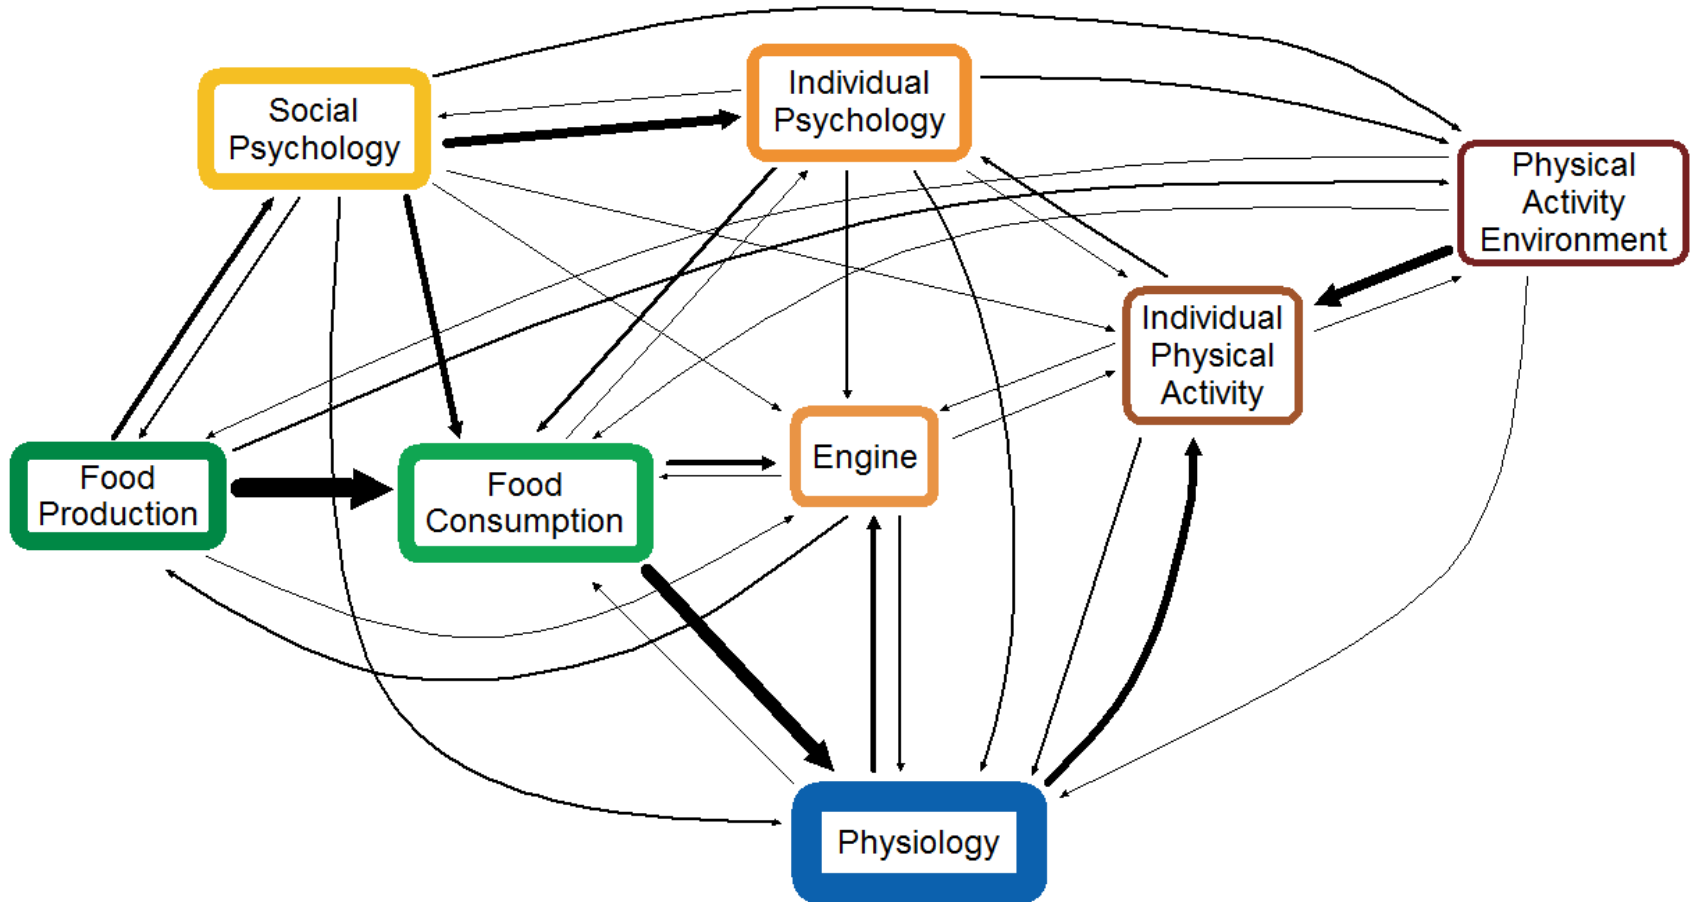 Social
Psychology
Individual
Psychology
Physical
Activity
Environment
Individual
Physical
Activity
Food
Production
Food
Consumption
Engine
Physiology